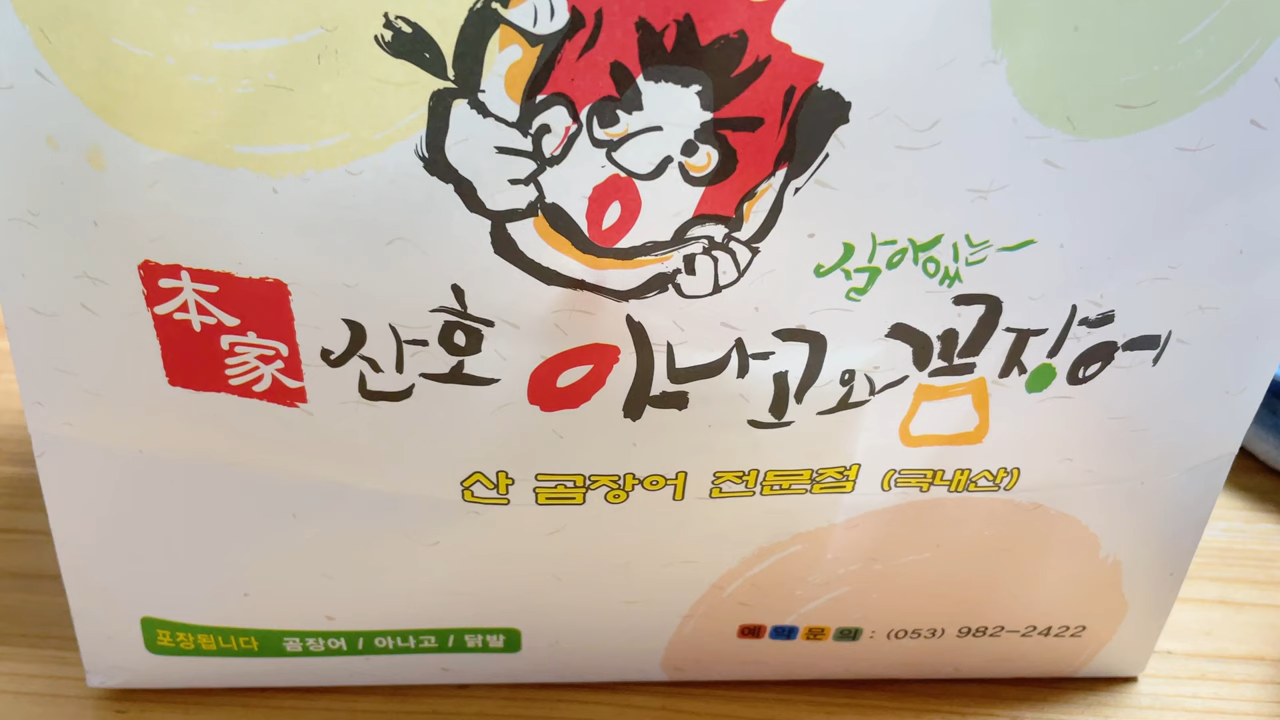 살아있는
本家 산호 아나고와 꼼장어
산 곰장어 전문점 (국내산)
포장됩니다 곰장어 / 아나고 / 닭발
예약문의 : (053) 982-2422